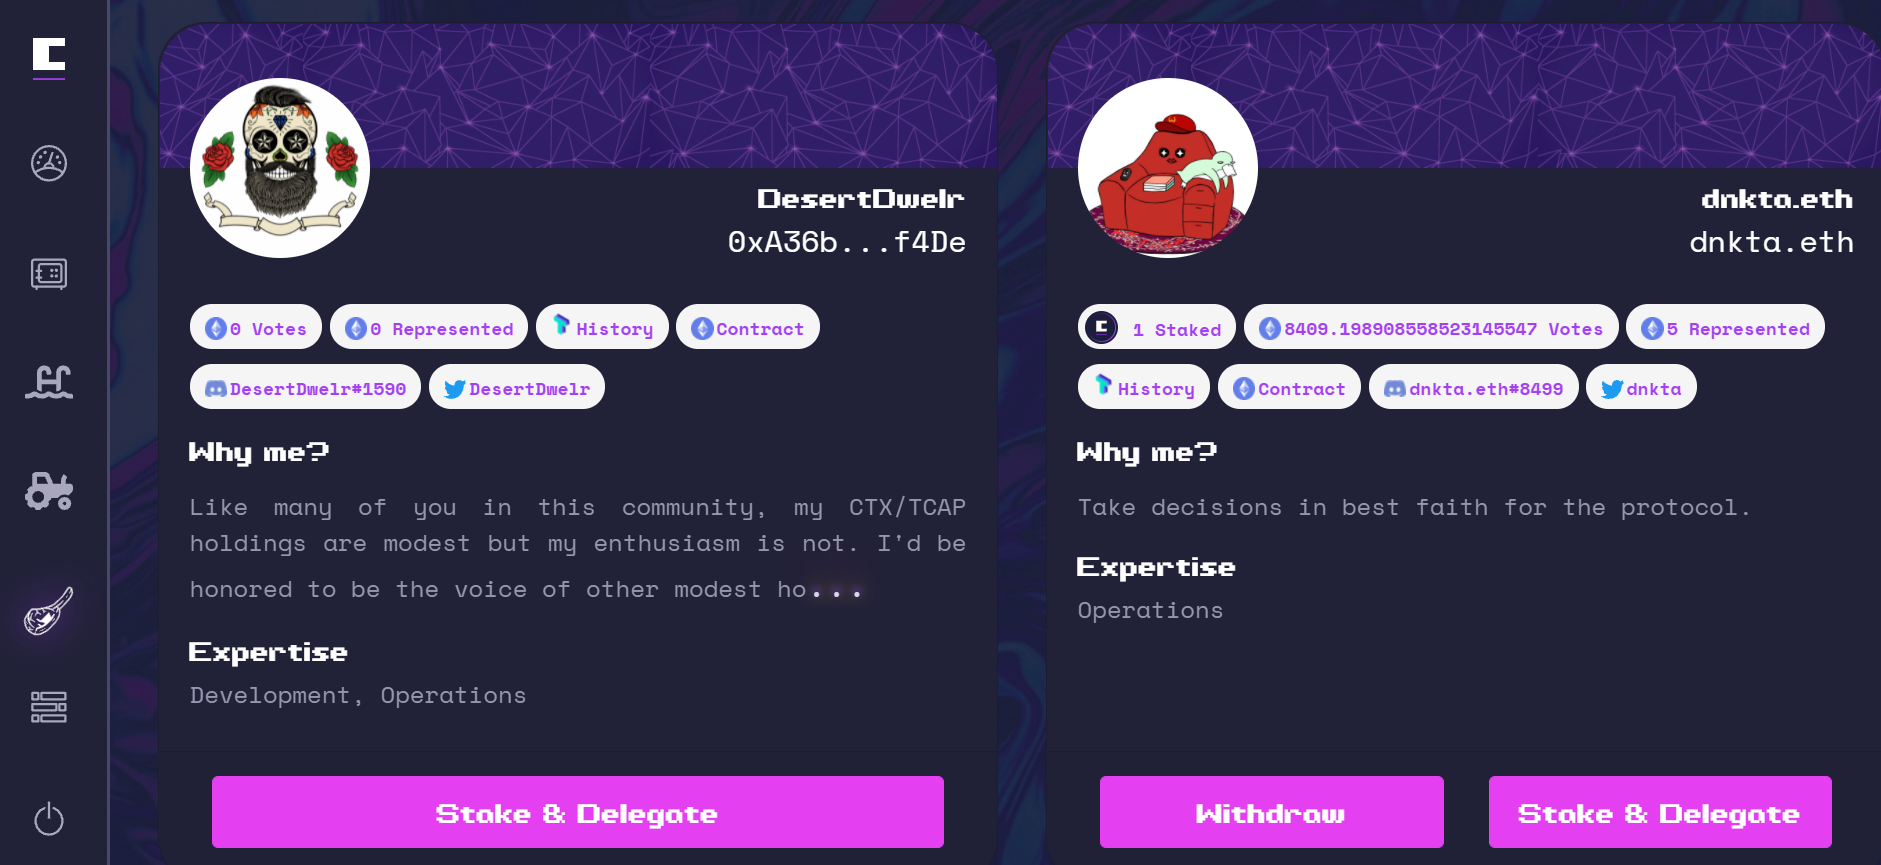 DesertDwelr
0xA36b...f4De
0 Votes
0 Represented
History
Contract
DesertDwelr#1590
DesertDwelr
Why me?
Like many of you in this community, my CTX/TCAP
holdings are modest but my enthusiasm is not. I'd be
honored to be the voice of other modest ho...
Expertise
Development, Operations
Stake & Delegate
dnkta.eth
dnkta.eth
1 Staked
8409.198908558523145547 Votes
5 Represented
History
Contract
dnkta.eth#8499
dnkta
Why me?
Take decisions in best faith for the protocol.
Expertise
Operations
Withdraw
Stake & Delegate